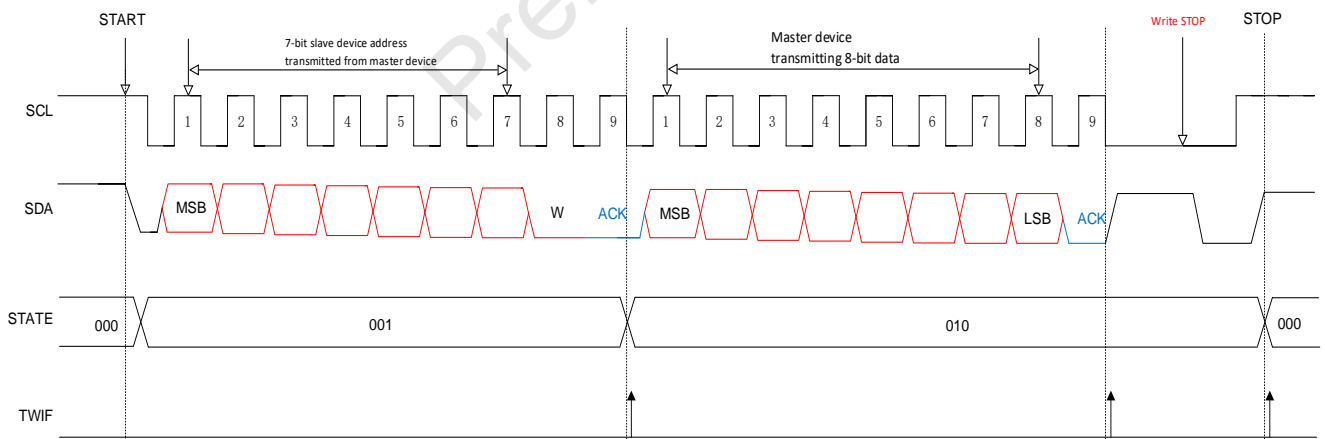 START
STOP
Write STOP
7-bit slave device address
transmitted from master device
Master device
transmitting 8-bit data
SCL
1 2 3 4 5 6 7 8 9 1 2 3 4 5 6 7 8 9
SDA
MSB W ACK MSB LSB ACK
STATE
000 001 010 000
TWIF